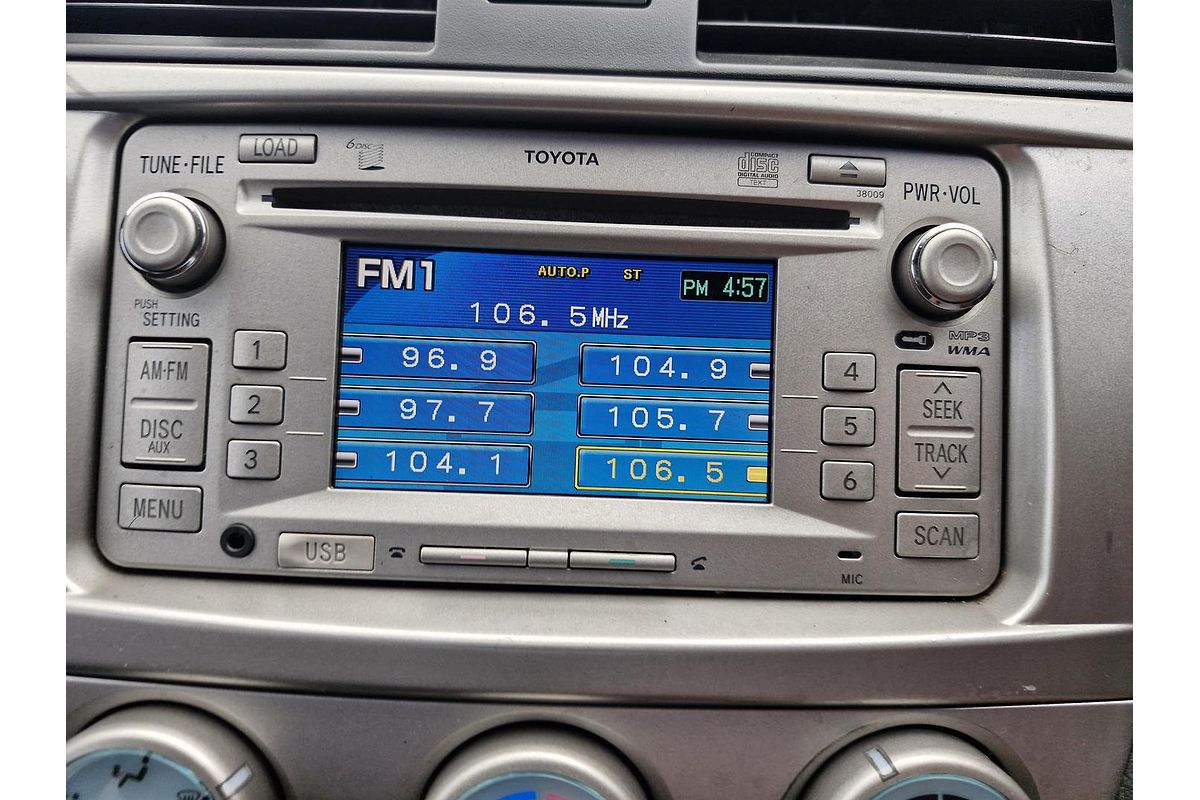 LOAD
6 DISC
TOYOTA
COMPACT
disc
DIGITAL AUDIO
TEXT
38009
TUNE·FILE
PWR·VOL
PUSH
SETTING
FM1
AUTO.P
ST
PM 4:57
106.5MHz
MP3
WMA
1
96.9
104.9
4
AM·FM
SEEK
2
97.7
105.7
5
DISC
AUX
TRACK
3
104.1
106.5
6
MENU
SCAN
USB
MIC